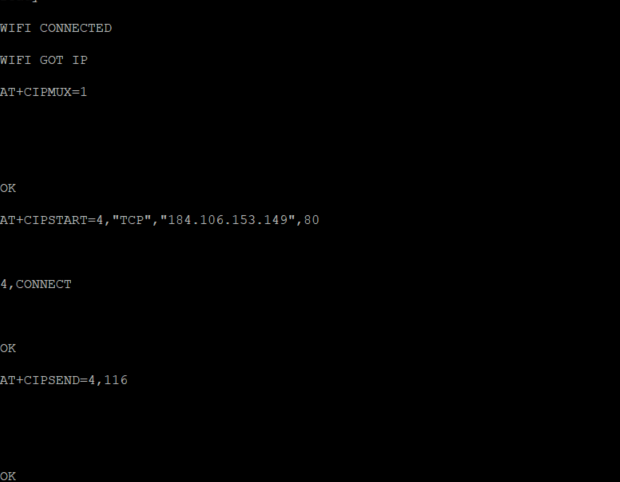 WIFI CONNECTED
WIFI GOT IP
AT+CIPMUX=1
OK
AT+CIPSTART=4,"TCP","184.106.153.149",80
4,CONNECT
OK
AT+CIPSEND=4,116
OK